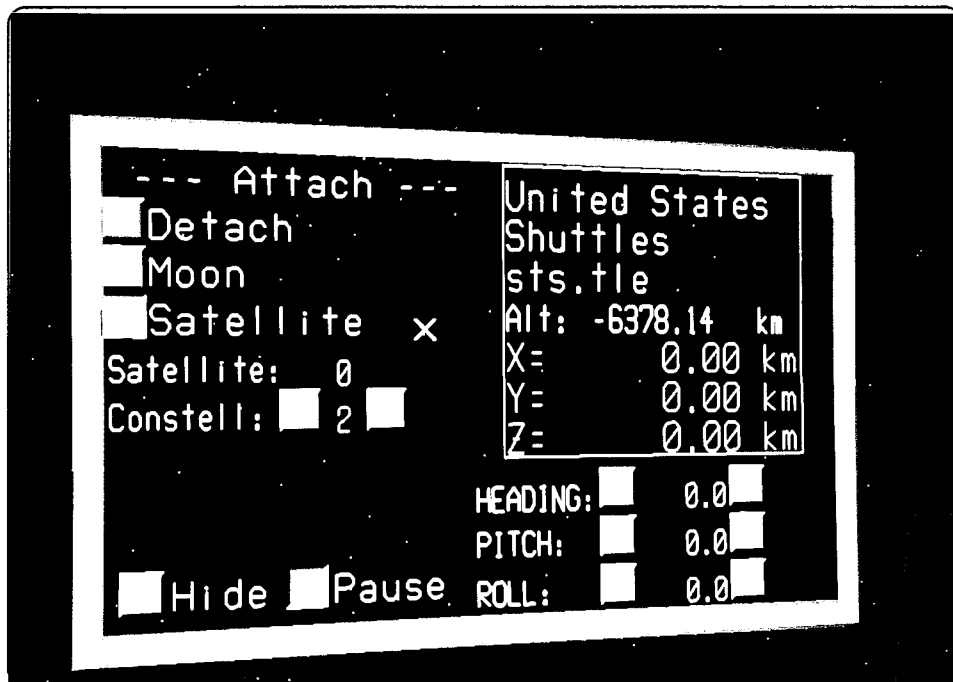 --- Attach ---
Detach
Moon
Satellite x
Satellite: 0
Constell: 2
Hide Pause
United States
Shuttles
sts.tle
Alt: -6378.14 km
X= 0.00 km
Y= 0.00 km
Z= 0.00 km
HEADING: 0.0
PITCH: 0.0
ROLL: 0.0